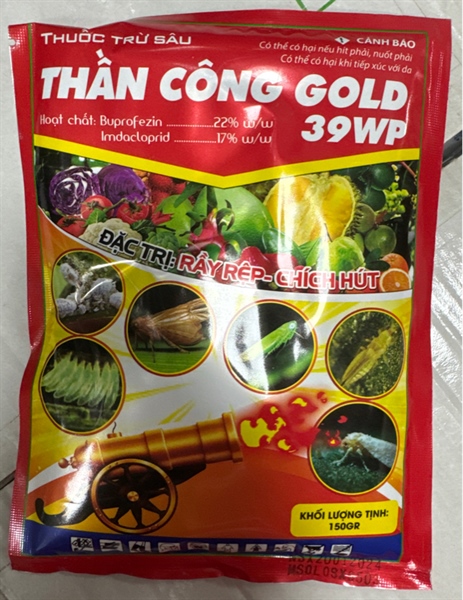 THUỐC TRỪ SÂU
CẢNH BÁO
Có thể có hại nếu hít phải, nuốt phải
Có thể có hại khi tiếp xúc với da
THẦN CÔNG GOLD
39WP
Hoạt chất: Buprofezin ............22% w/w
Imdacloprid ............17% w/w
ĐẶC TRỊ: RẦY RỆP- CHÍCH HÚT
KHỐI LƯỢNG TỊNH:
150GR